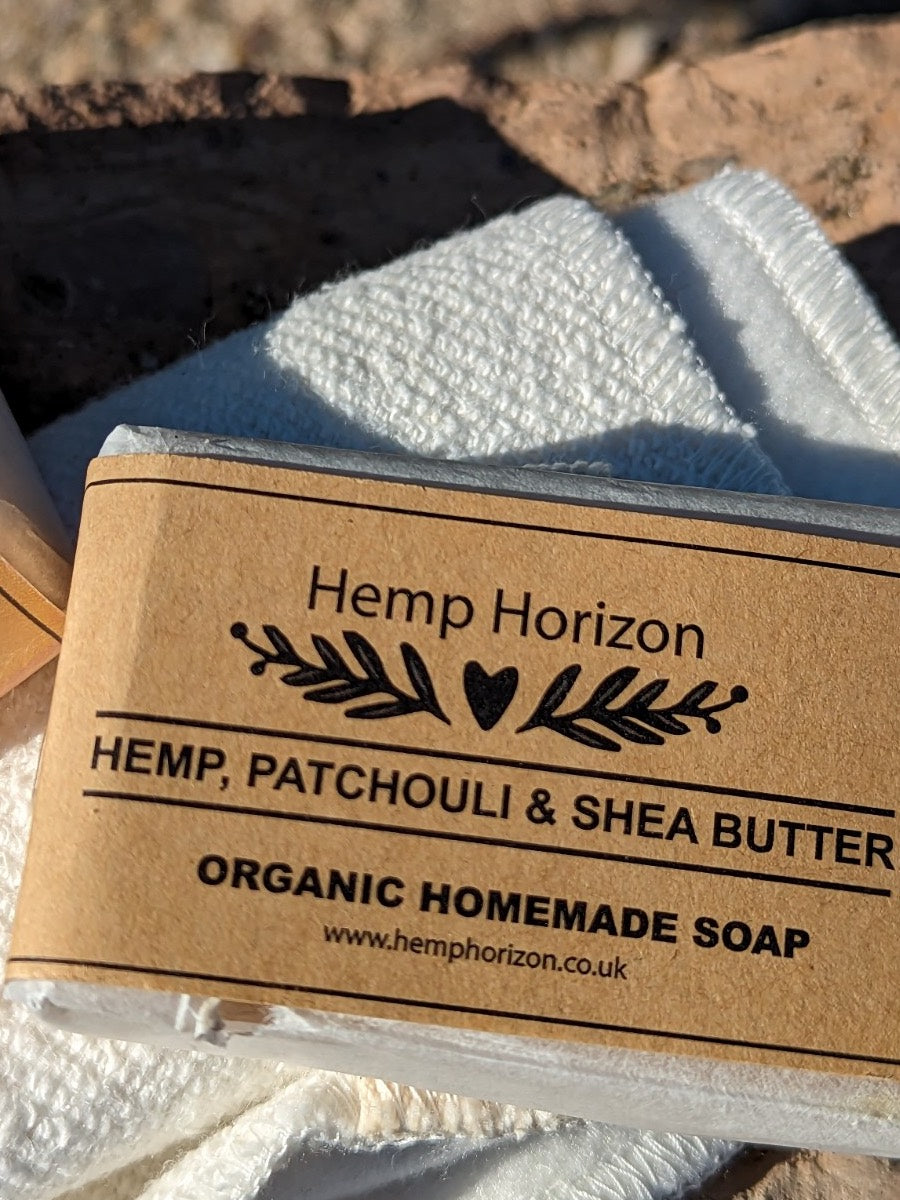 Hemp Horizon
HEMP, PATCHOULI & SHEA BUTTER
ORGANIC HOMEMADE SOAP
www.hemphorizon.co.uk